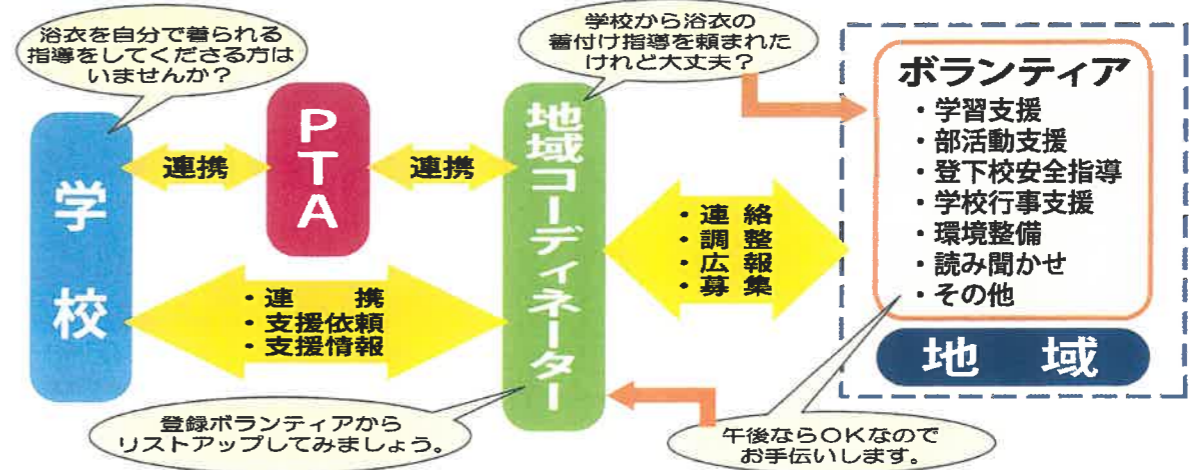 浴衣を自分で着られる
指導をしてくださる方は
いませんか？
学校から浴衣の
着付け指導を頼まれた
けれど大丈夫？
学校
PTA
地域コーディネーター
連携
連携
・連　携
・支援依頼
・支援情報
・連 絡
・調 整
・広 報
・募 集
ボランティア
・学習支援
・部活動支援
・登下校安全指導
・学校行事支援
・環境整備
・読み聞かせ
・その他
地　域
登録ボランティアから
リストアップしてみましょう。
午後ならOKなので
お手伝いします。